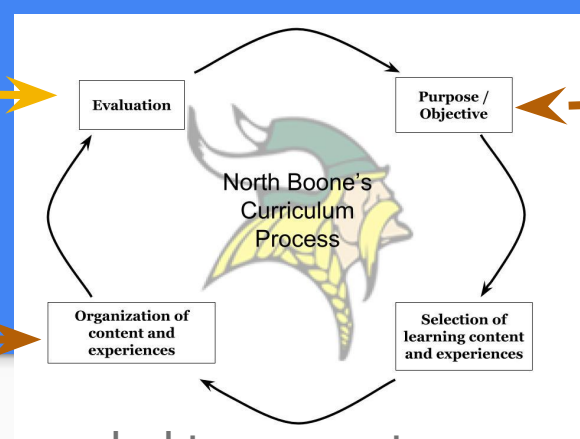 Evaluation
Purpose /
Objective
North Boone's
Curriculum
Process
Organization of
content and
experiences
Selection of
learning content
and experiences